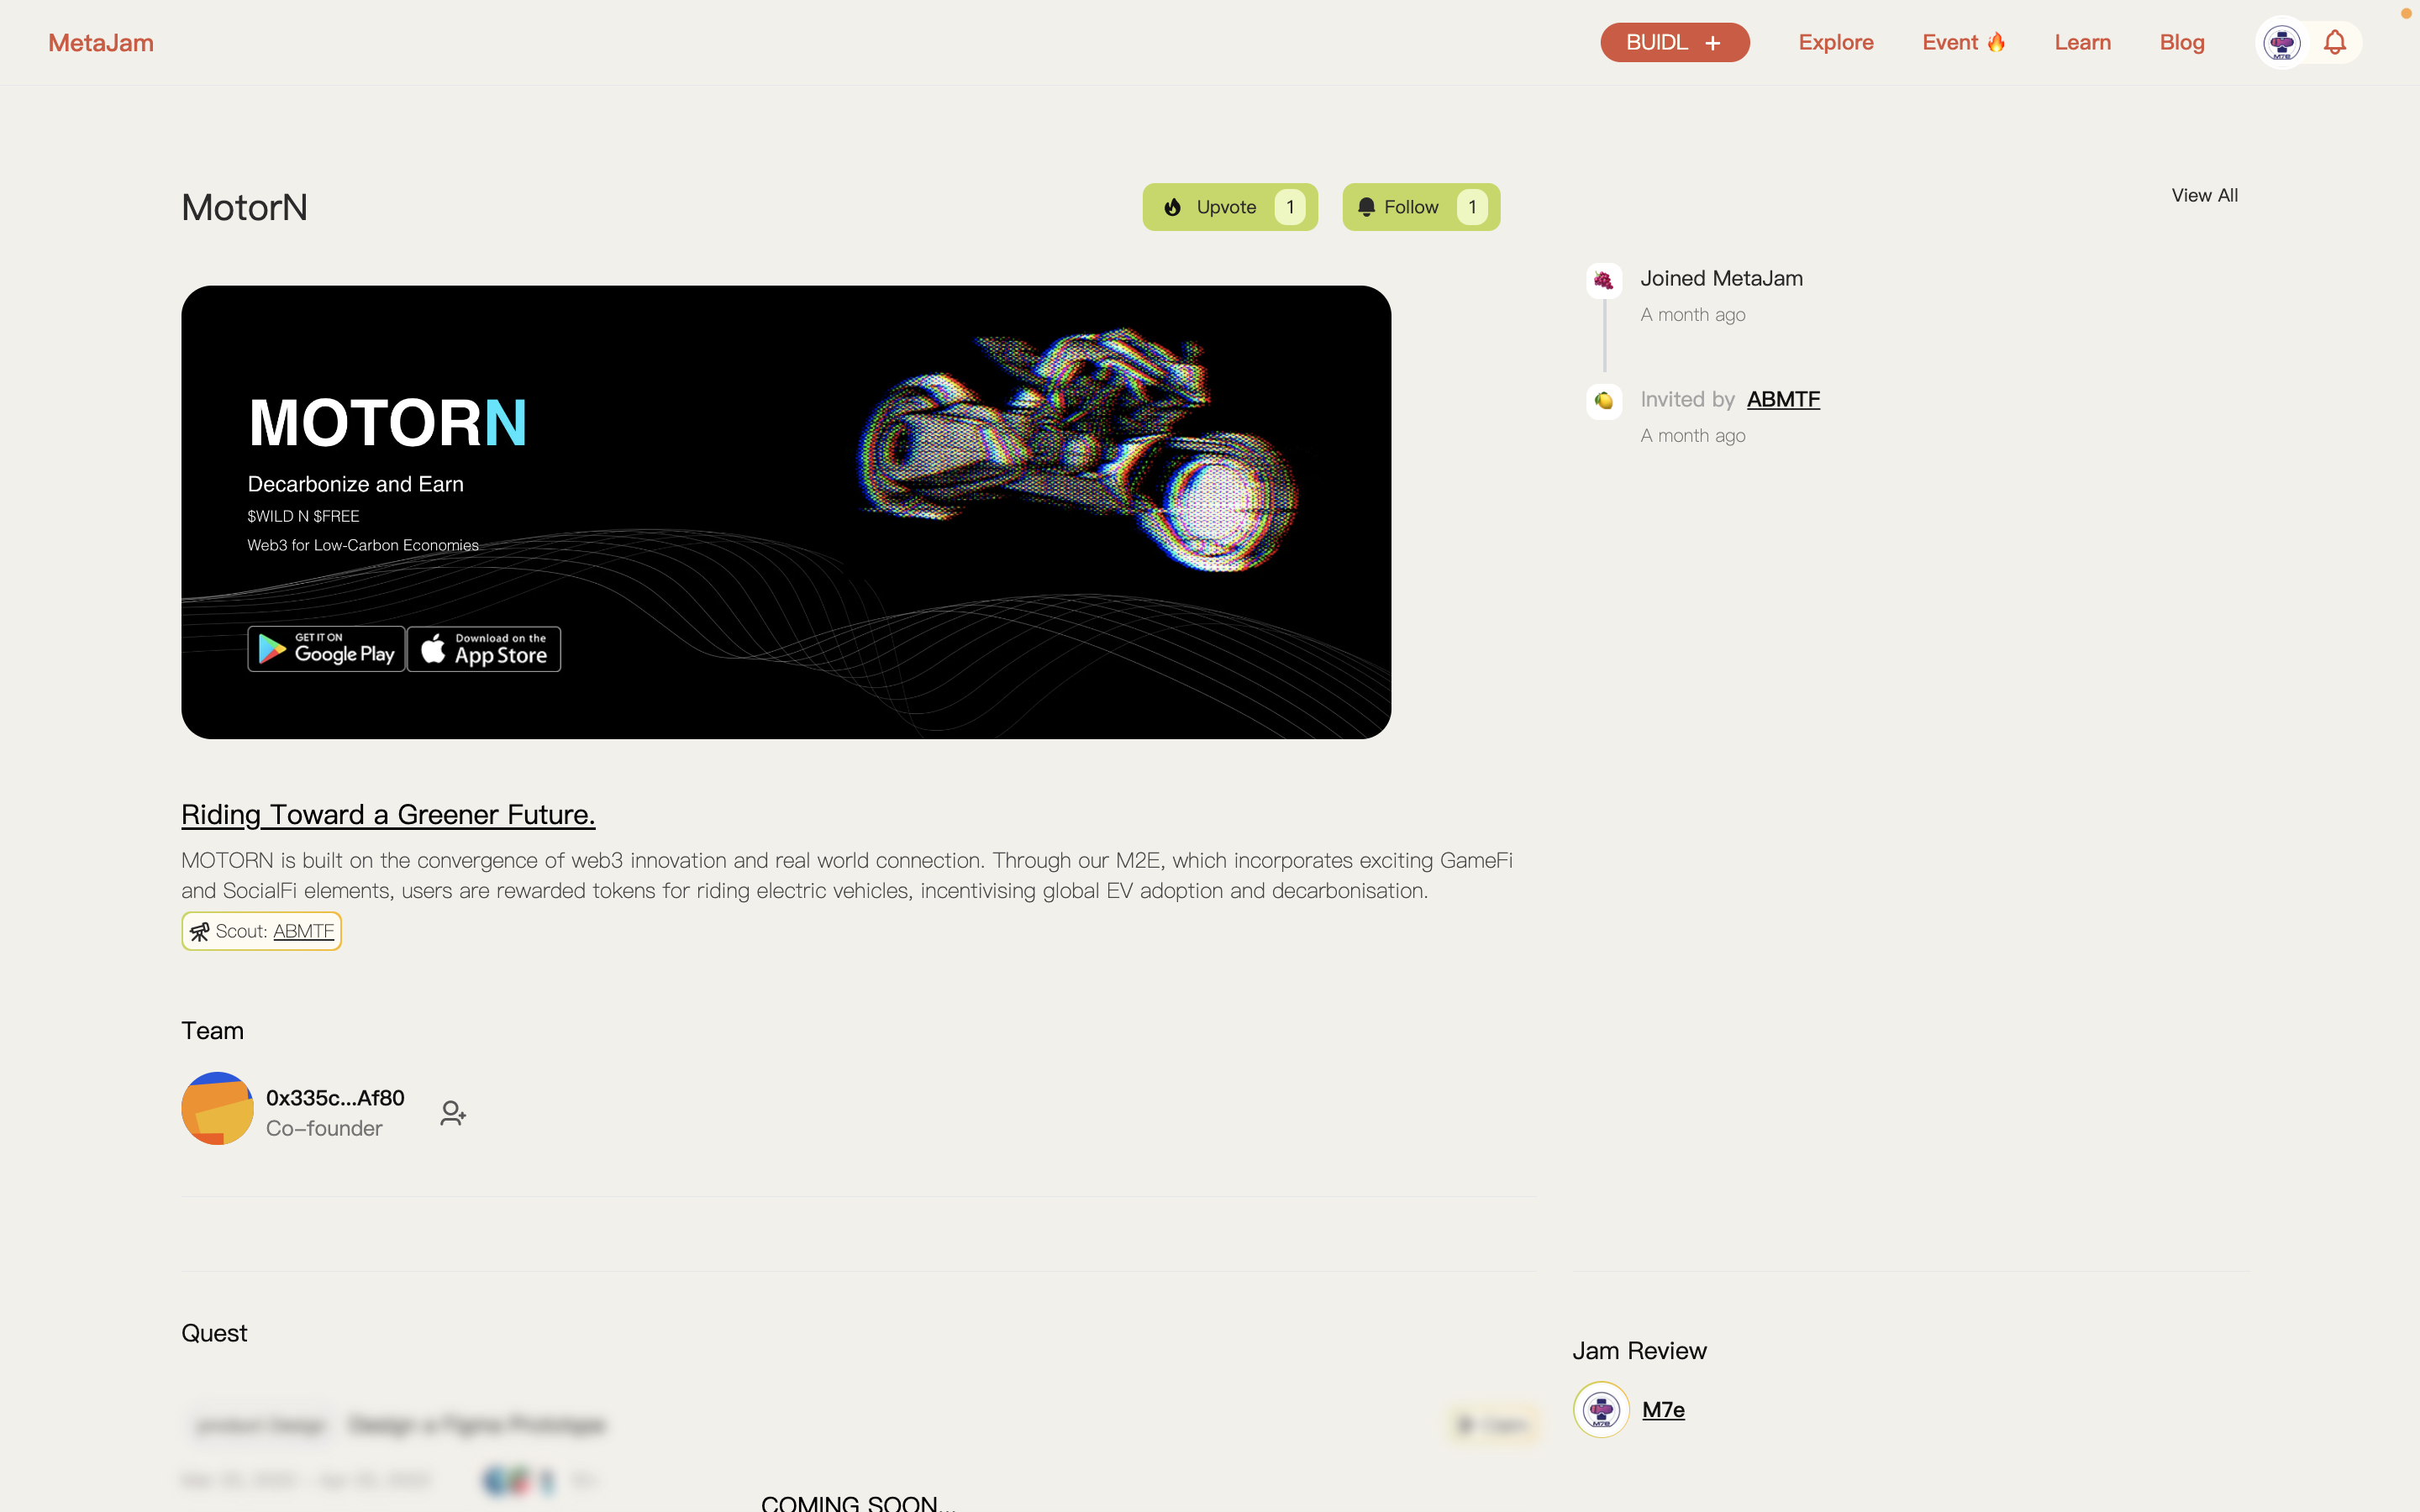 MetaJam
BUIDL +
Explore
Event
Learn
Blog
MotorN
Upvote 1
Follow 1
View All
MOTORN
Decarbonize and Earn
$WILD N $FREE
Web3 for Low-Carbon Economies
GET IT ON
Google Play
Download on the
App Store
Joined MetaJam
A month ago
Invited by ABMTF
A month ago
Riding Toward a Greener Future.
MOTORN is built on the convergence of web3 innovation and real world connection. Through our M2E, which incorporates exciting GameFi
and SocialFi elements, users are rewarded tokens for riding electric vehicles, incentivising global EV adoption and decarbonisation.
Scout: ABMTF
Team
0x335c...Af80
Co-founder
Quest
Design a Figma Prototype
COMING SOON...
Jam Review
M7e